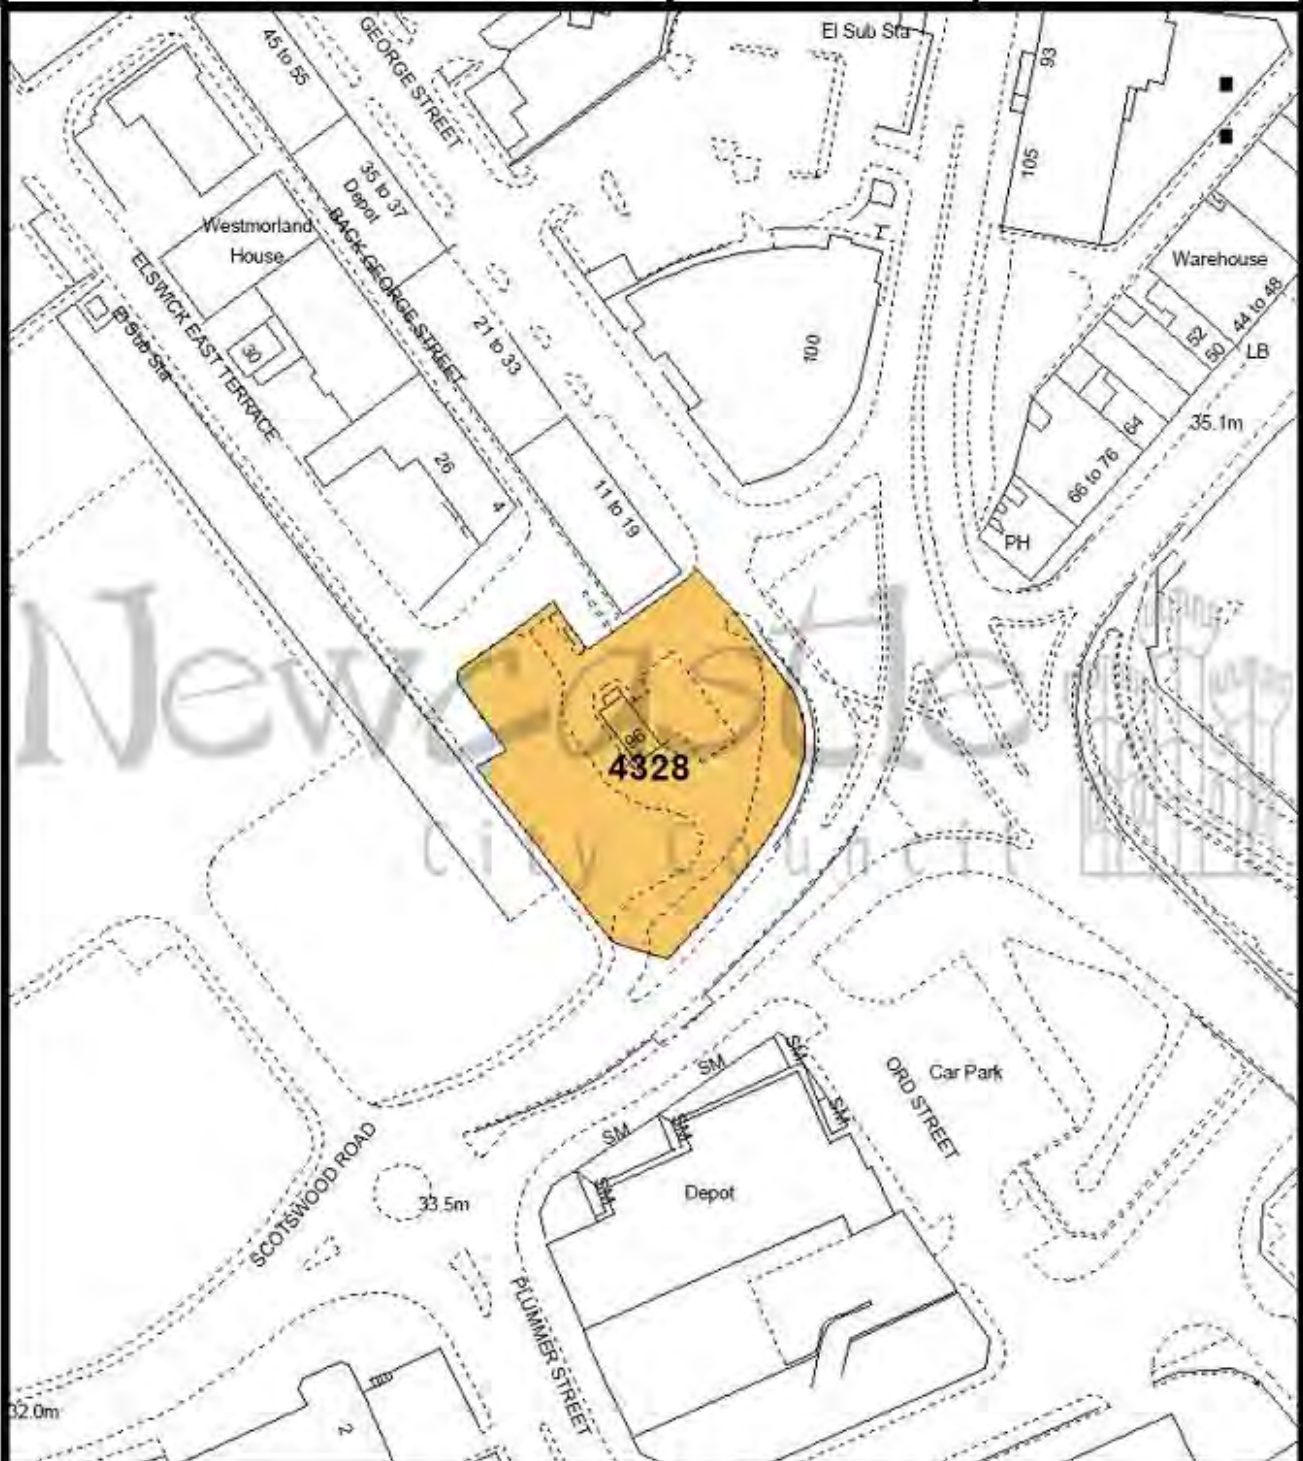 El Sub Sta
45 to 55
GEORGE STREET
93
105
35 to 37
Depot
Westmorland
House
BACK GEORGE STREET
Warehouse
44 to 48
ELSWICK EAST TERRACE
El Sub Sta
30
21 to 33
100
52
50
LB
64
35.1m
66 to 76
26
4
11 to 19
PH
Newcastle
96
4328
City Council
SM
SM
ORD STREET
Car Park
SM
SM
SM
SCOTSWOOD ROAD
SM
Depot
33.5m
PLUMMER STREET
32.0m
2